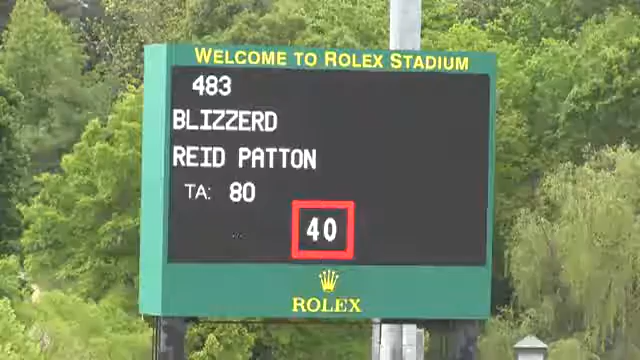 WELCOME TO ROLEX STADIUM
483
BLIZZERD
REID PATTON
TA: 80
40
ROLEX